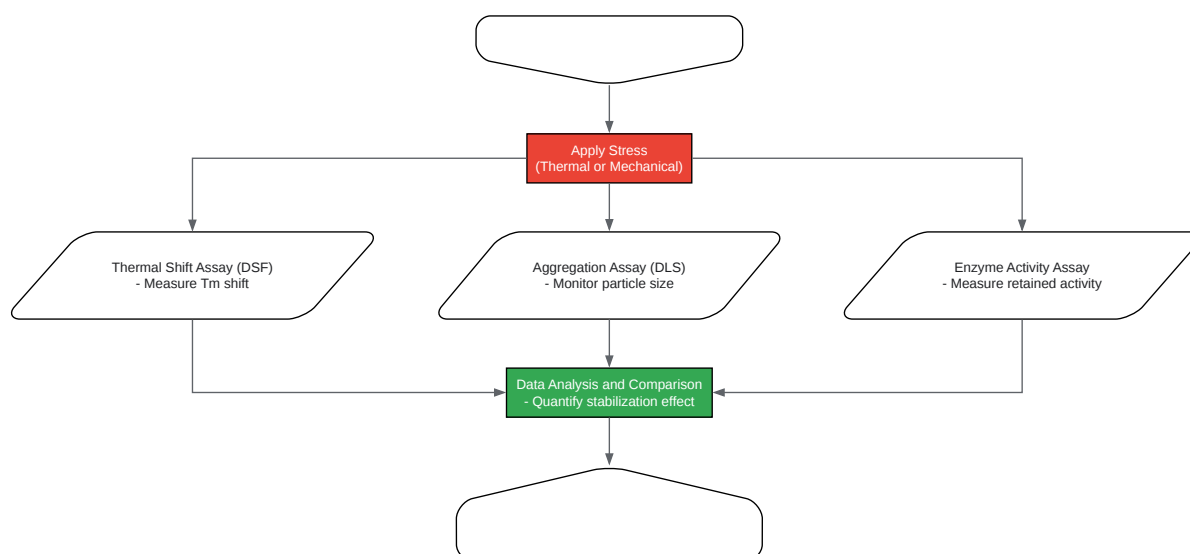 Apply Stress
(Thermal or Mechanical)
Thermal Shift Assay (DSF)
- Measure Tm shift
Aggregation Assay (DLS)
- Monitor particle size
Enzyme Activity Assay
- Measure retained activity
Data Analysis and Comparison
- Quantify stabilization effect